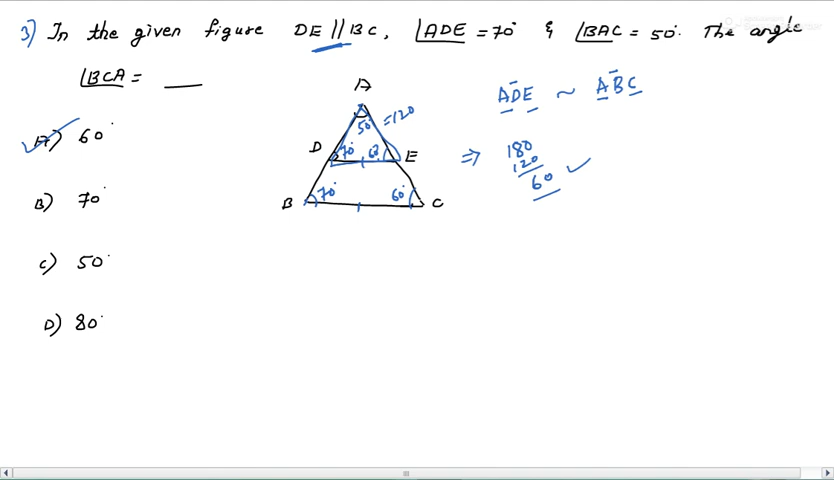 3) In the given figure DE // BC, ∠ADE = 70° & ∠BAC = 50°. The angle
∠BCA = ___
A) 60°
B) 70°
C) 50°
D) 80°
A
50°
=120
D
70°
60°
E
B
70°
60°
C
ADE ~ ABC
⇒ 180
120
60 ✓